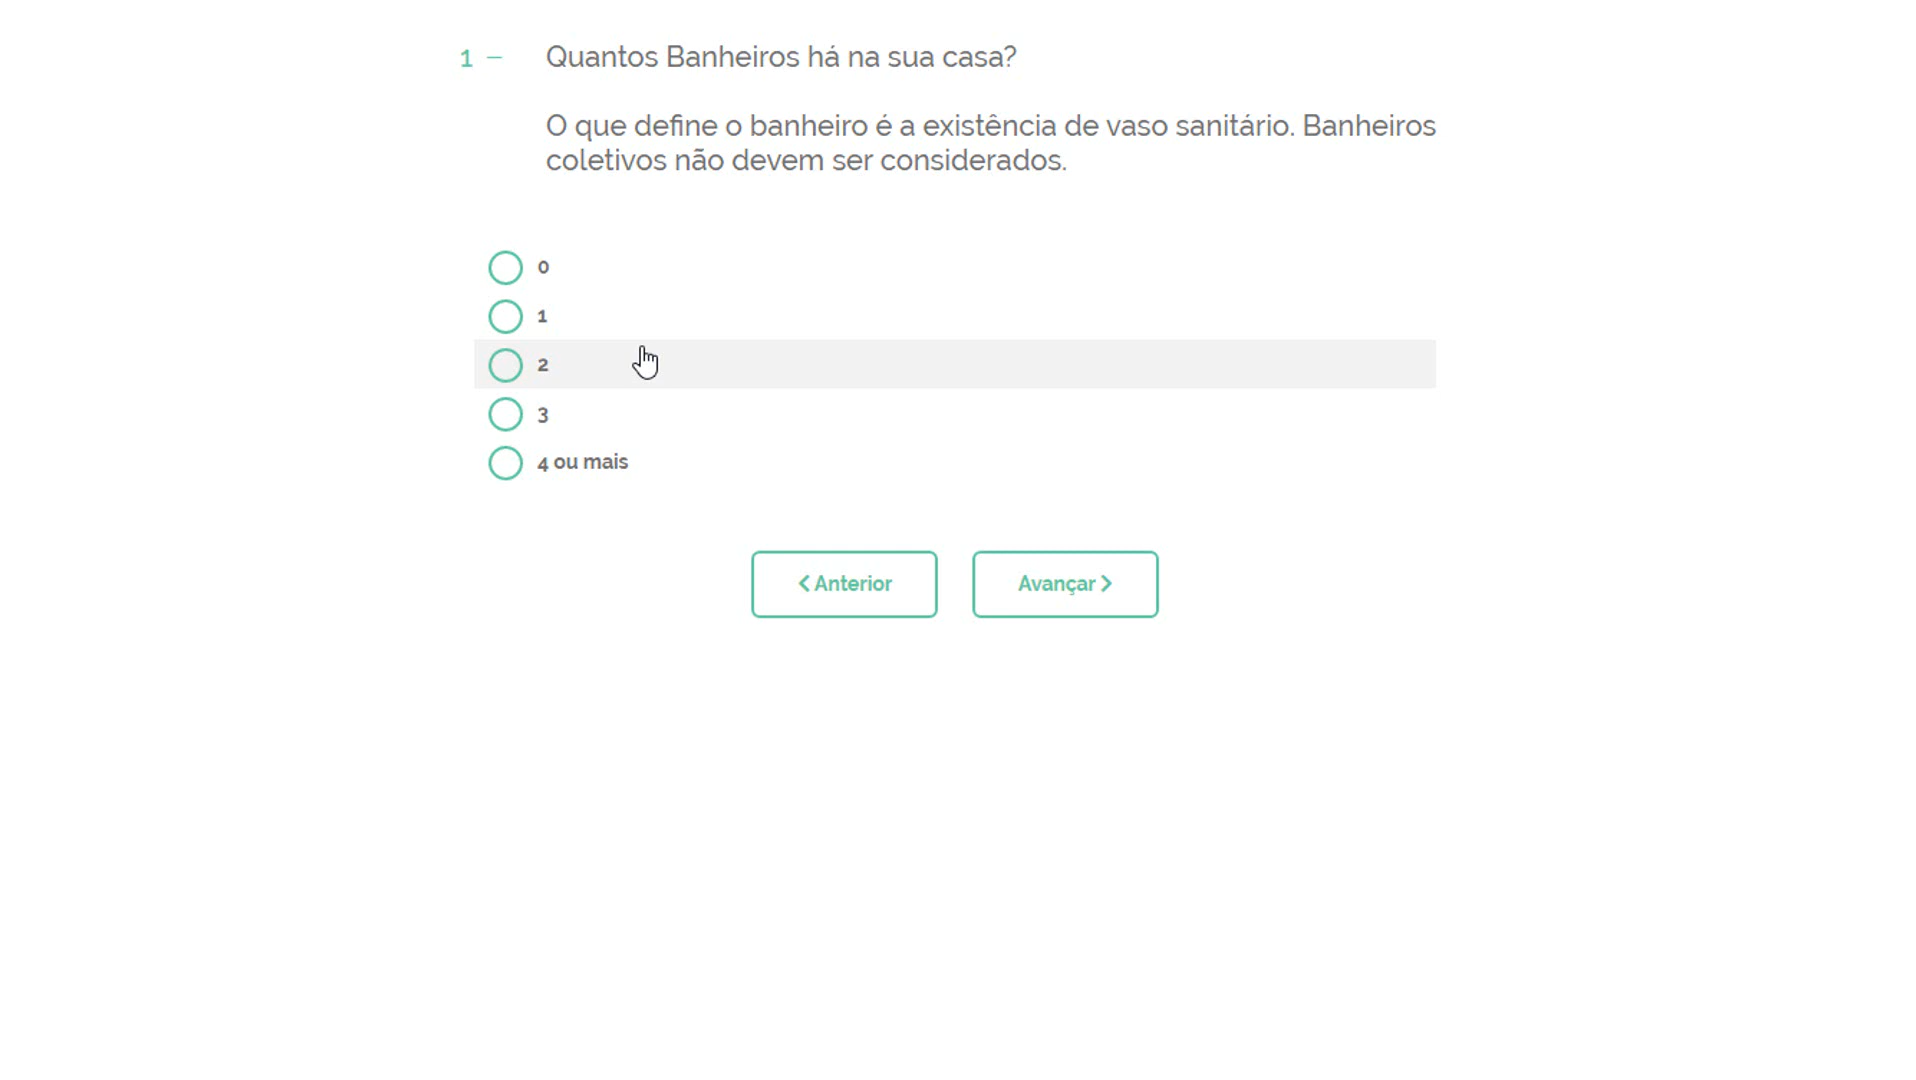 1 – Quantos Banheiros há na sua casa?
O que define o banheiro é a existência de vaso sanitário. Banheiros
coletivos não devem ser considerados.
0
1
2
3
4 ou mais
Anterior
Avançar